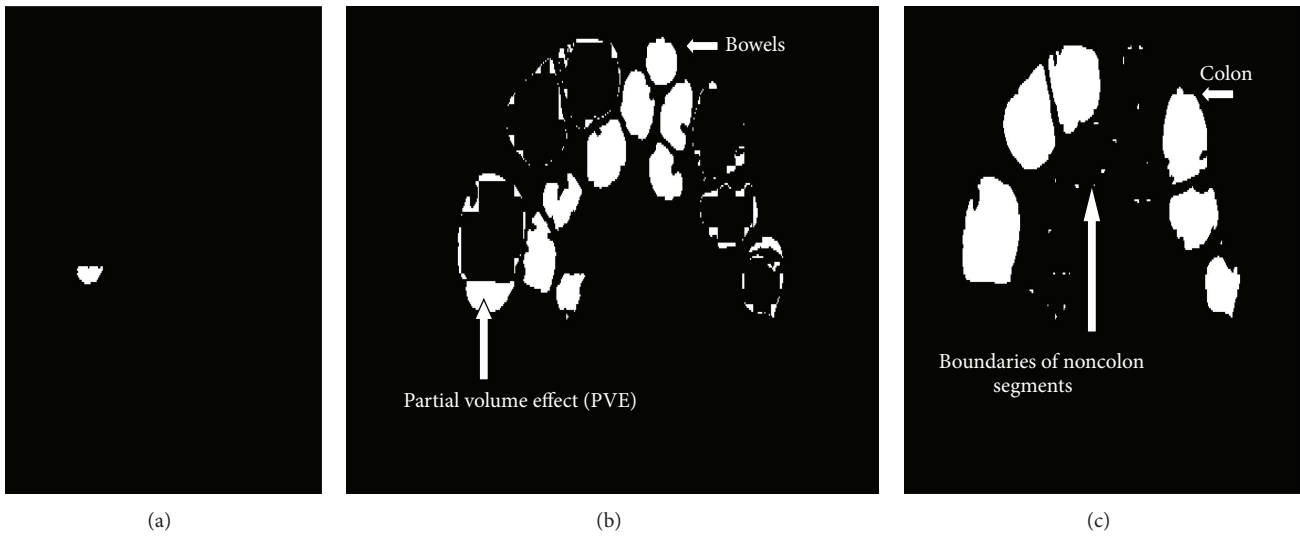 Bowels
Partial volume effect (PVE)
Colon
Boundaries of noncolon
segments
(a)
(b)
(c)